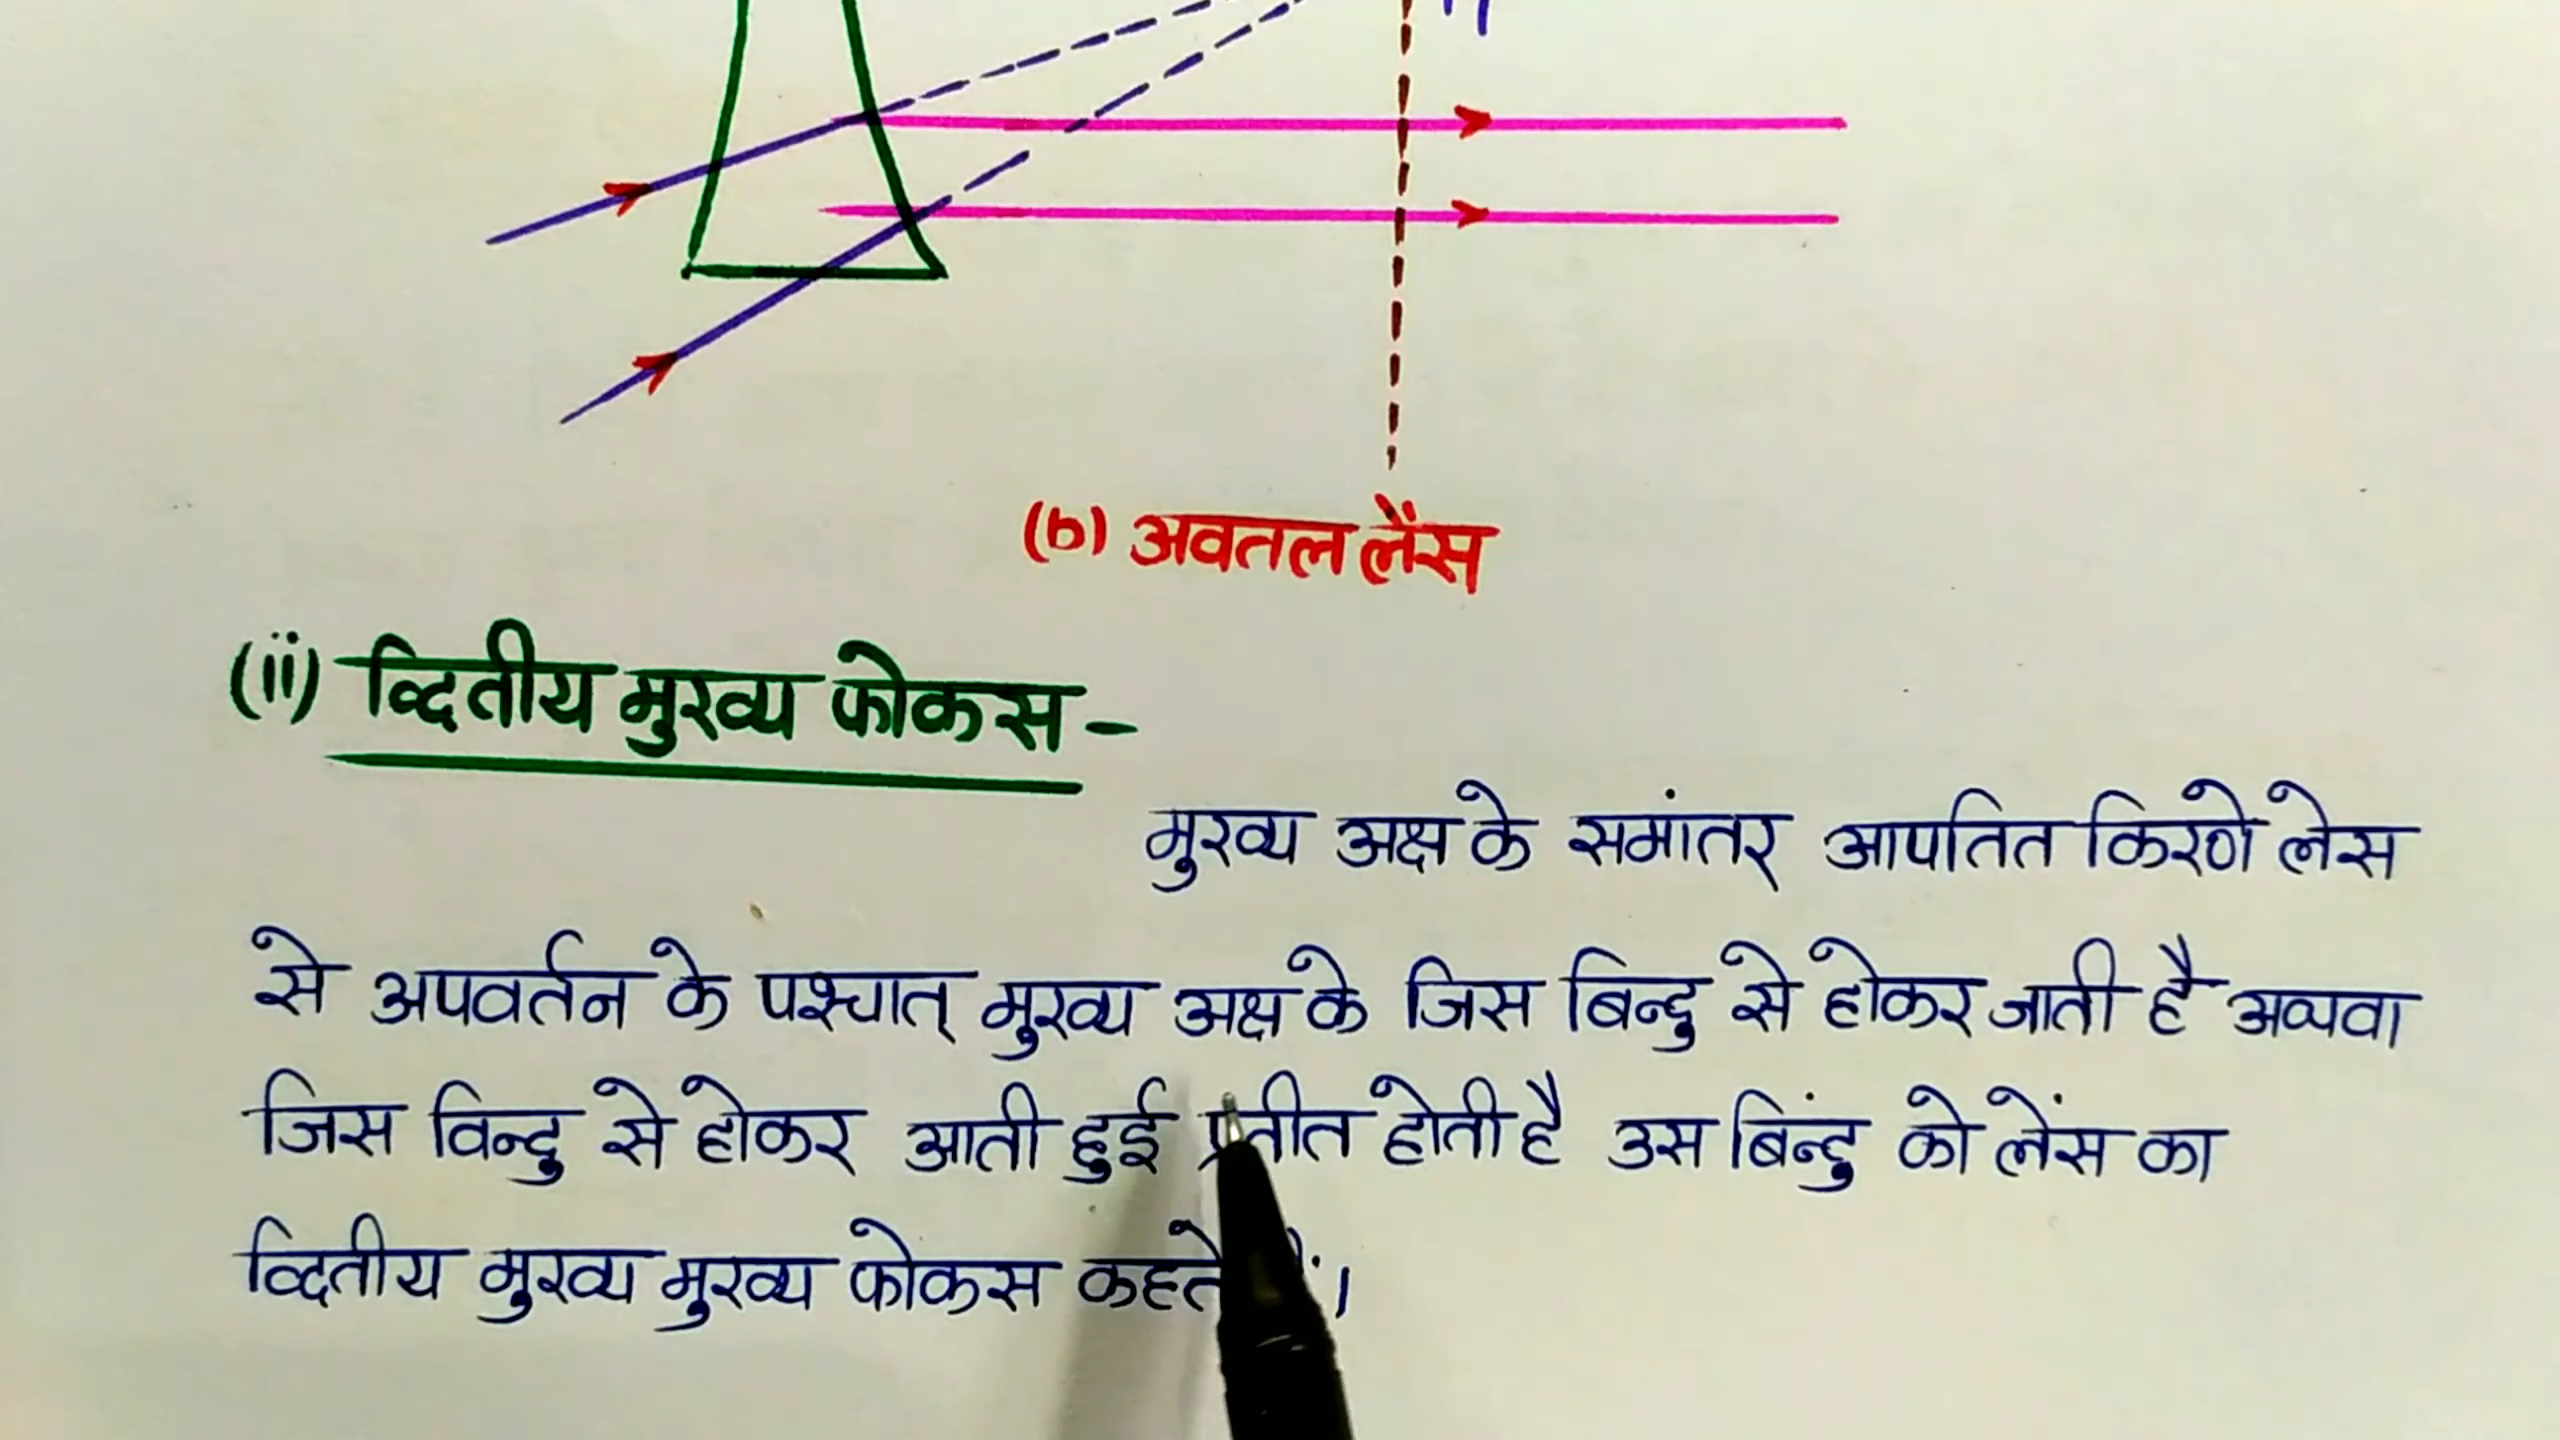 (b) अवतल लेंस
(ii) द्वितीय मुख्य फोकस -
मुख्य अक्ष के समांतर आपतित किरणे लेस
से अपवर्तन के पश्चात् मुख्य अक्ष के जिस बिन्दु से होकर जाती है अथवा
जिस विन्दु से होकर आती हुई प्रतीत होती है उस बिंन्दु को लेंस का
द्वितीय मुख्य मुख्य फोकस कहते